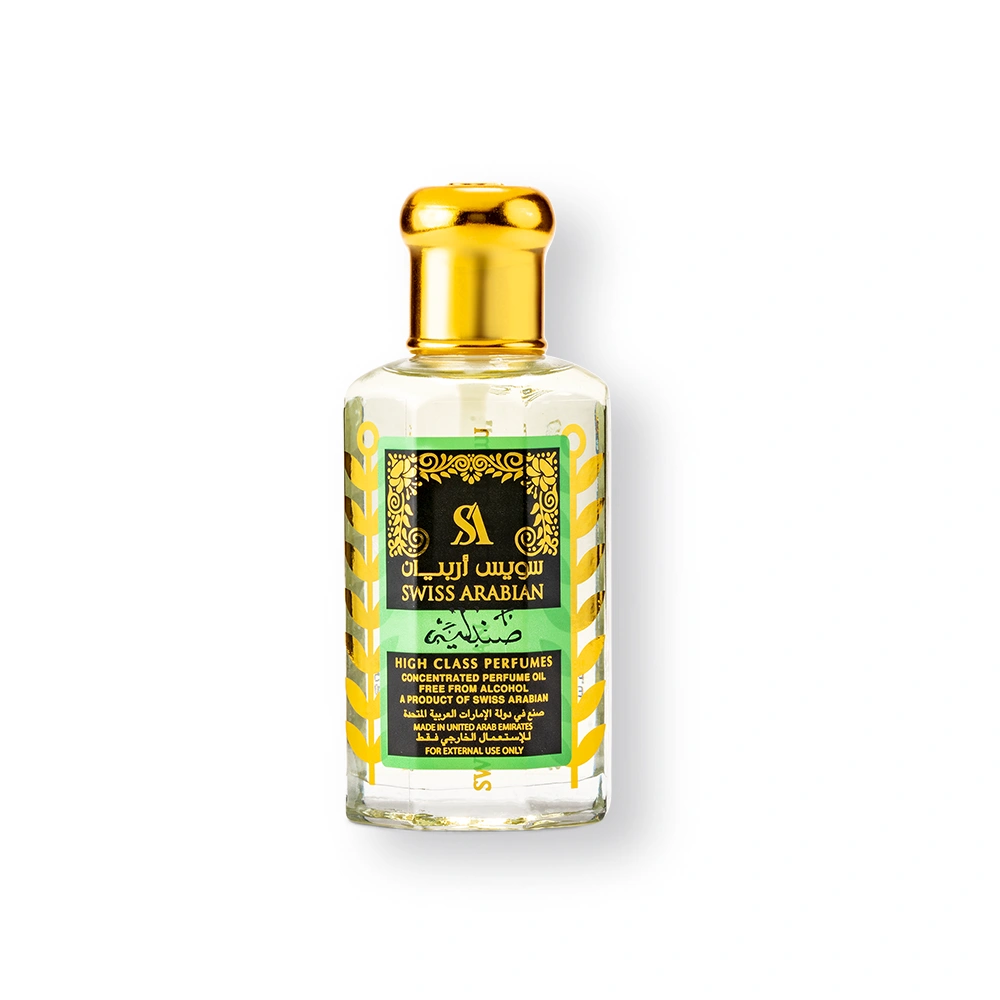 SA
سويس أربيان
SWISS ARABIAN
صندلية
HIGH CLASS PERFUMES
CONCENTRATED PERFUME OIL
FREE FROM ALCOHOL
A PRODUCT OF SWISS ARABIAN
صنع في دولة الإمارات العربية المتحدة
MADE IN UNITED ARAB EMIRATES
للإستعمال الخارجي فقط
FOR EXTERNAL USE ONLY